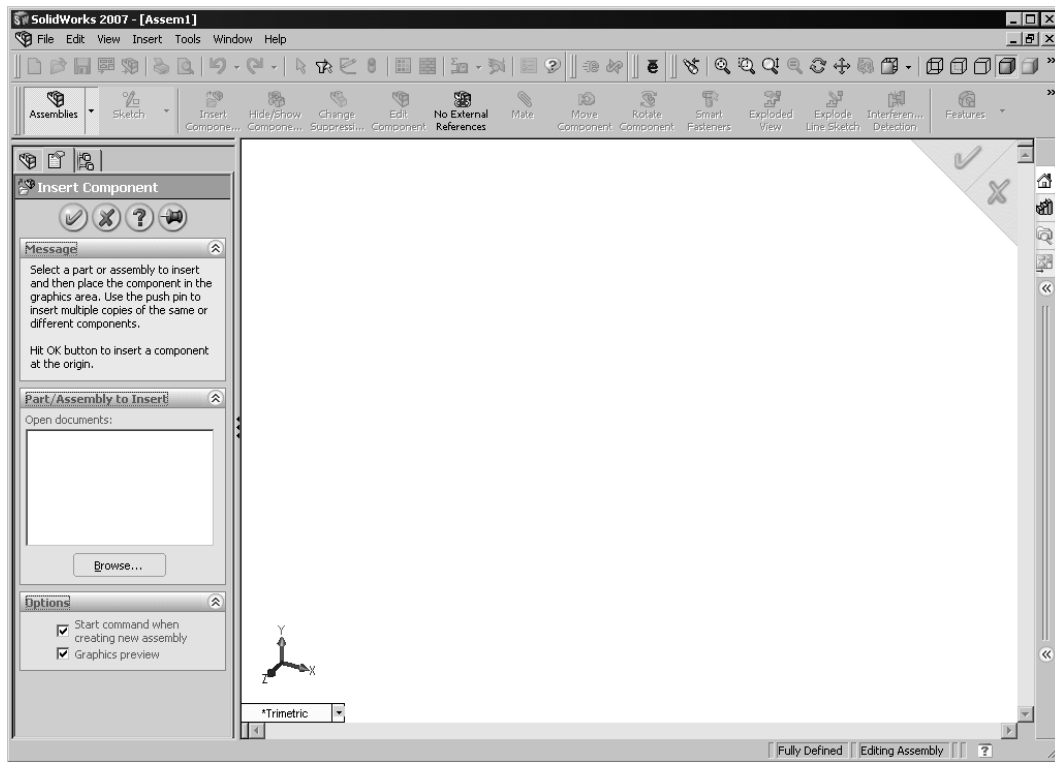 SolidWorks 2007 - [Assem1]
File Edit View Insert Tools Window Help
Assemblies Sketch Insert Compone... Hide/Show Compone... Change Suppressi... Edit Component No External References Mate Move Component Rotate Component Smart Fasteners Exploded View Explode Line Sketch Interferen... Detection Features
Insert Component
Message
Select a part or assembly to insert
and then place the component in the
graphics area. Use the push pin to
insert multiple copies of the same or
different components.
Hit OK button to insert a component
at the origin.
Part/Assembly to Insert
Open documents:
Browse...
Options
Start command when
creating new assembly
Graphics preview
Y
X
Z
*Trimetric
Fully Defined Editing Assembly ?